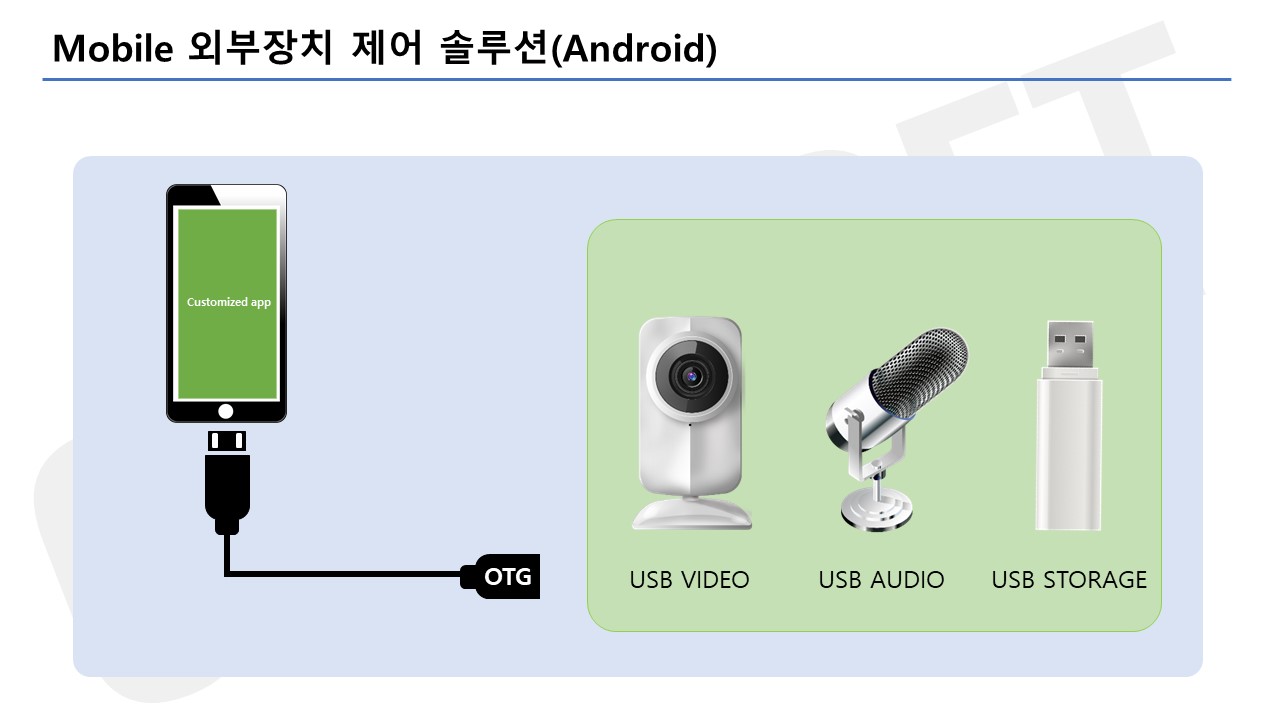 Mobile 외부장치 제어 솔루션(Android)
Customized app
OTG
USB VIDEO
USB AUDIO
USB STORAGE